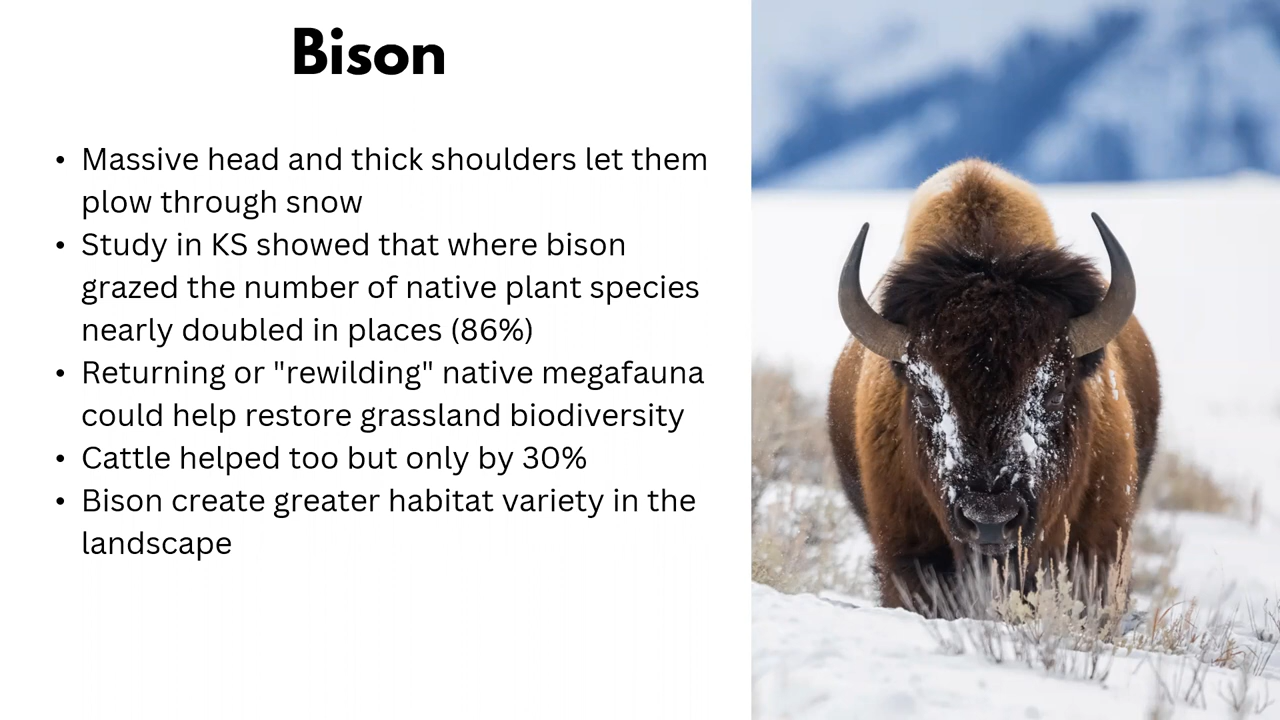 Bison
• Massive head and thick shoulders let them
plow through snow
• Study in KS showed that where bison
grazed the number of native plant species
nearly doubled in places (86%)
• Returning or "rewilding" native megafauna
could help restore grassland biodiversity
• Cattle helped too but only by 30%
• Bison create greater habitat variety in the
landscape